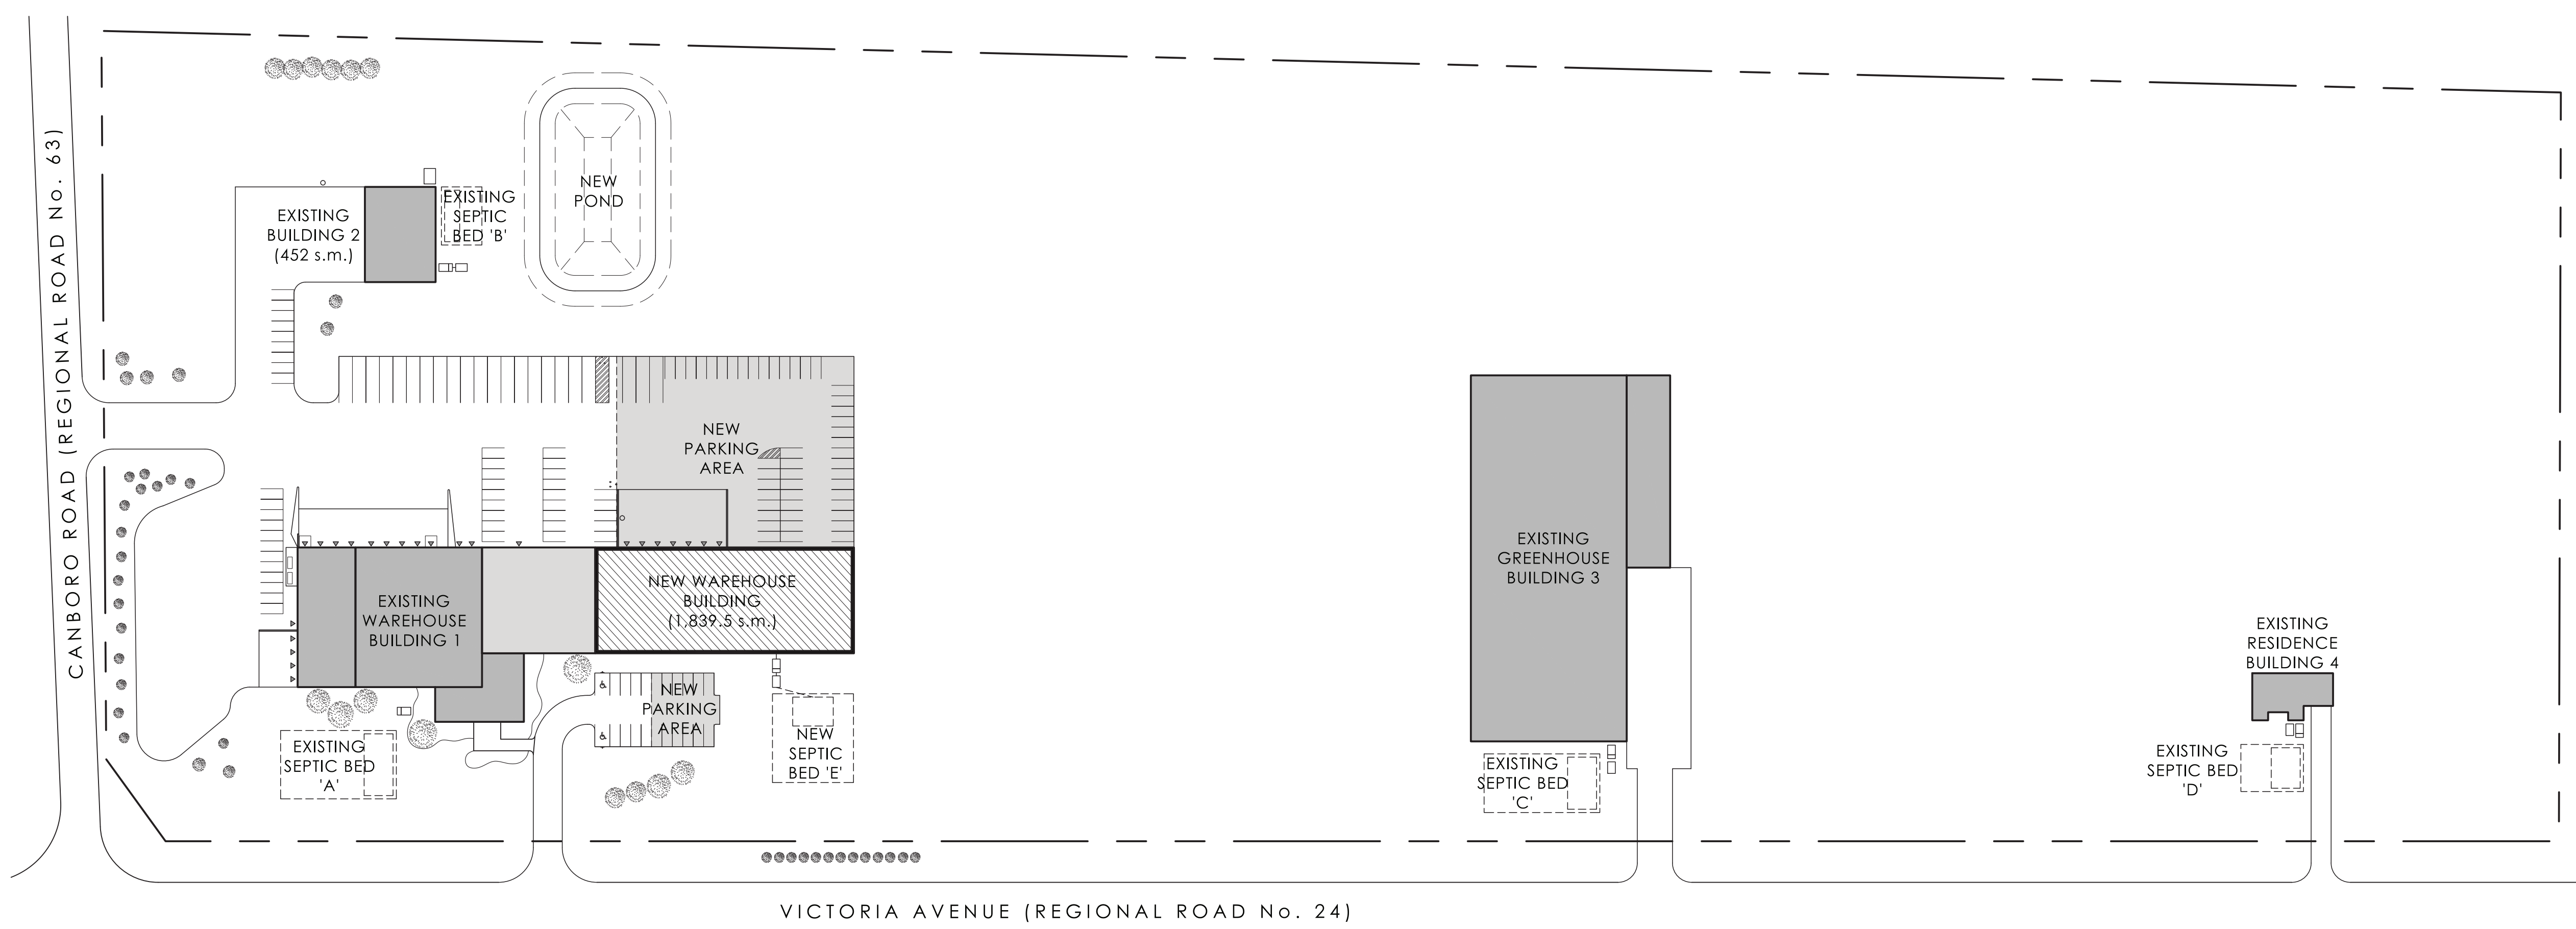 CANBORO ROAD (REGIONAL ROAD No. 63)
EXISTING
BUILDING 2
(452 s.m.)
EXISTING
SEPTIC
BED 'B'
NEW
POND
NEW
PARKING
AREA
EXISTING
WAREHOUSE
BUILDING 1
NEW WAREHOUSE
BUILDING
(1,839.5 s.m.)
EXISTING
SEPTIC BED
'A'
NEW
PARKING
AREA
NEW
SEPTIC
BED 'E'
EXISTING
GREENHOUSE
BUILDING 3
EXISTING
SEPTIC BED
'C'
EXISTING
RESIDENCE
BUILDING 4
EXISTING
SEPTIC BED
'D'
VICTORIA AVENUE (REGIONAL ROAD No. 24)